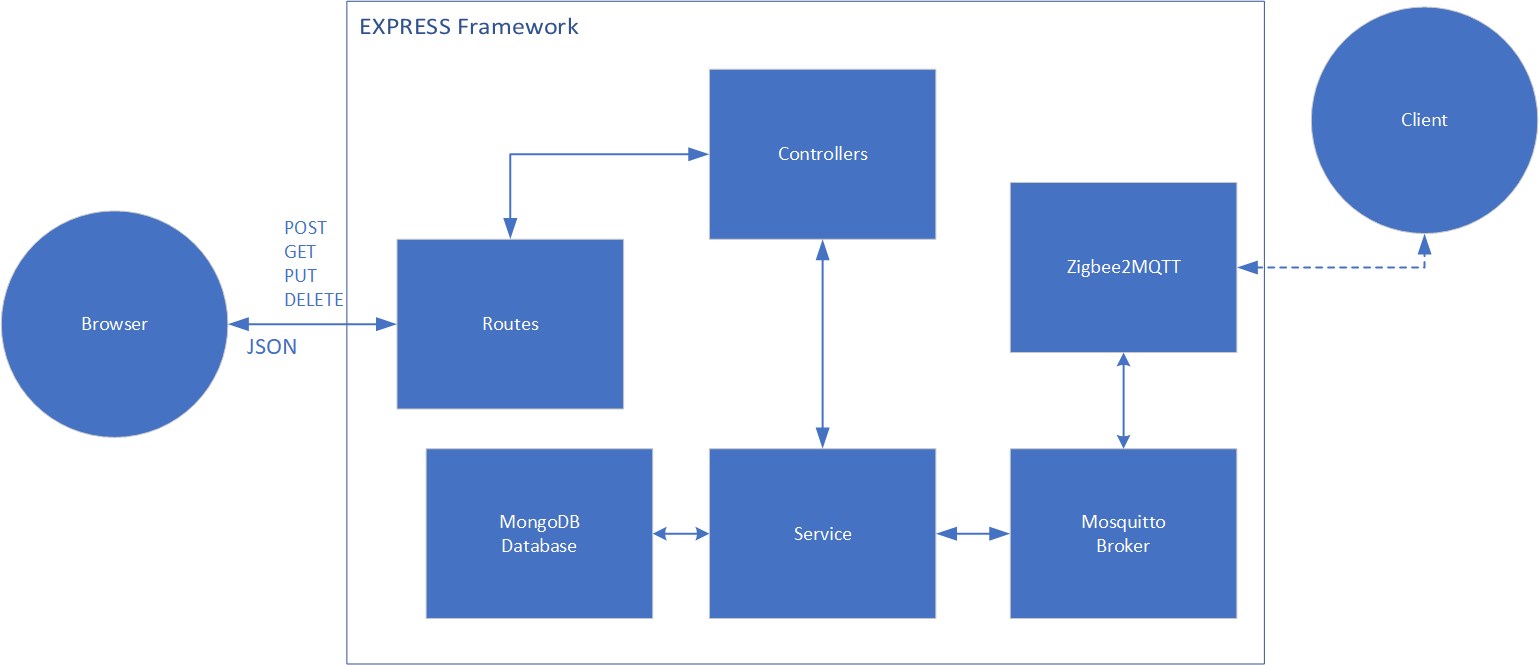 EXPRESS Framework
Client
Controllers
Zigbee2MQTT
POST
GET
PUT
DELETE
Browser
JSON
Routes
MongoDB
Database
Service
Mosquitto
Broker